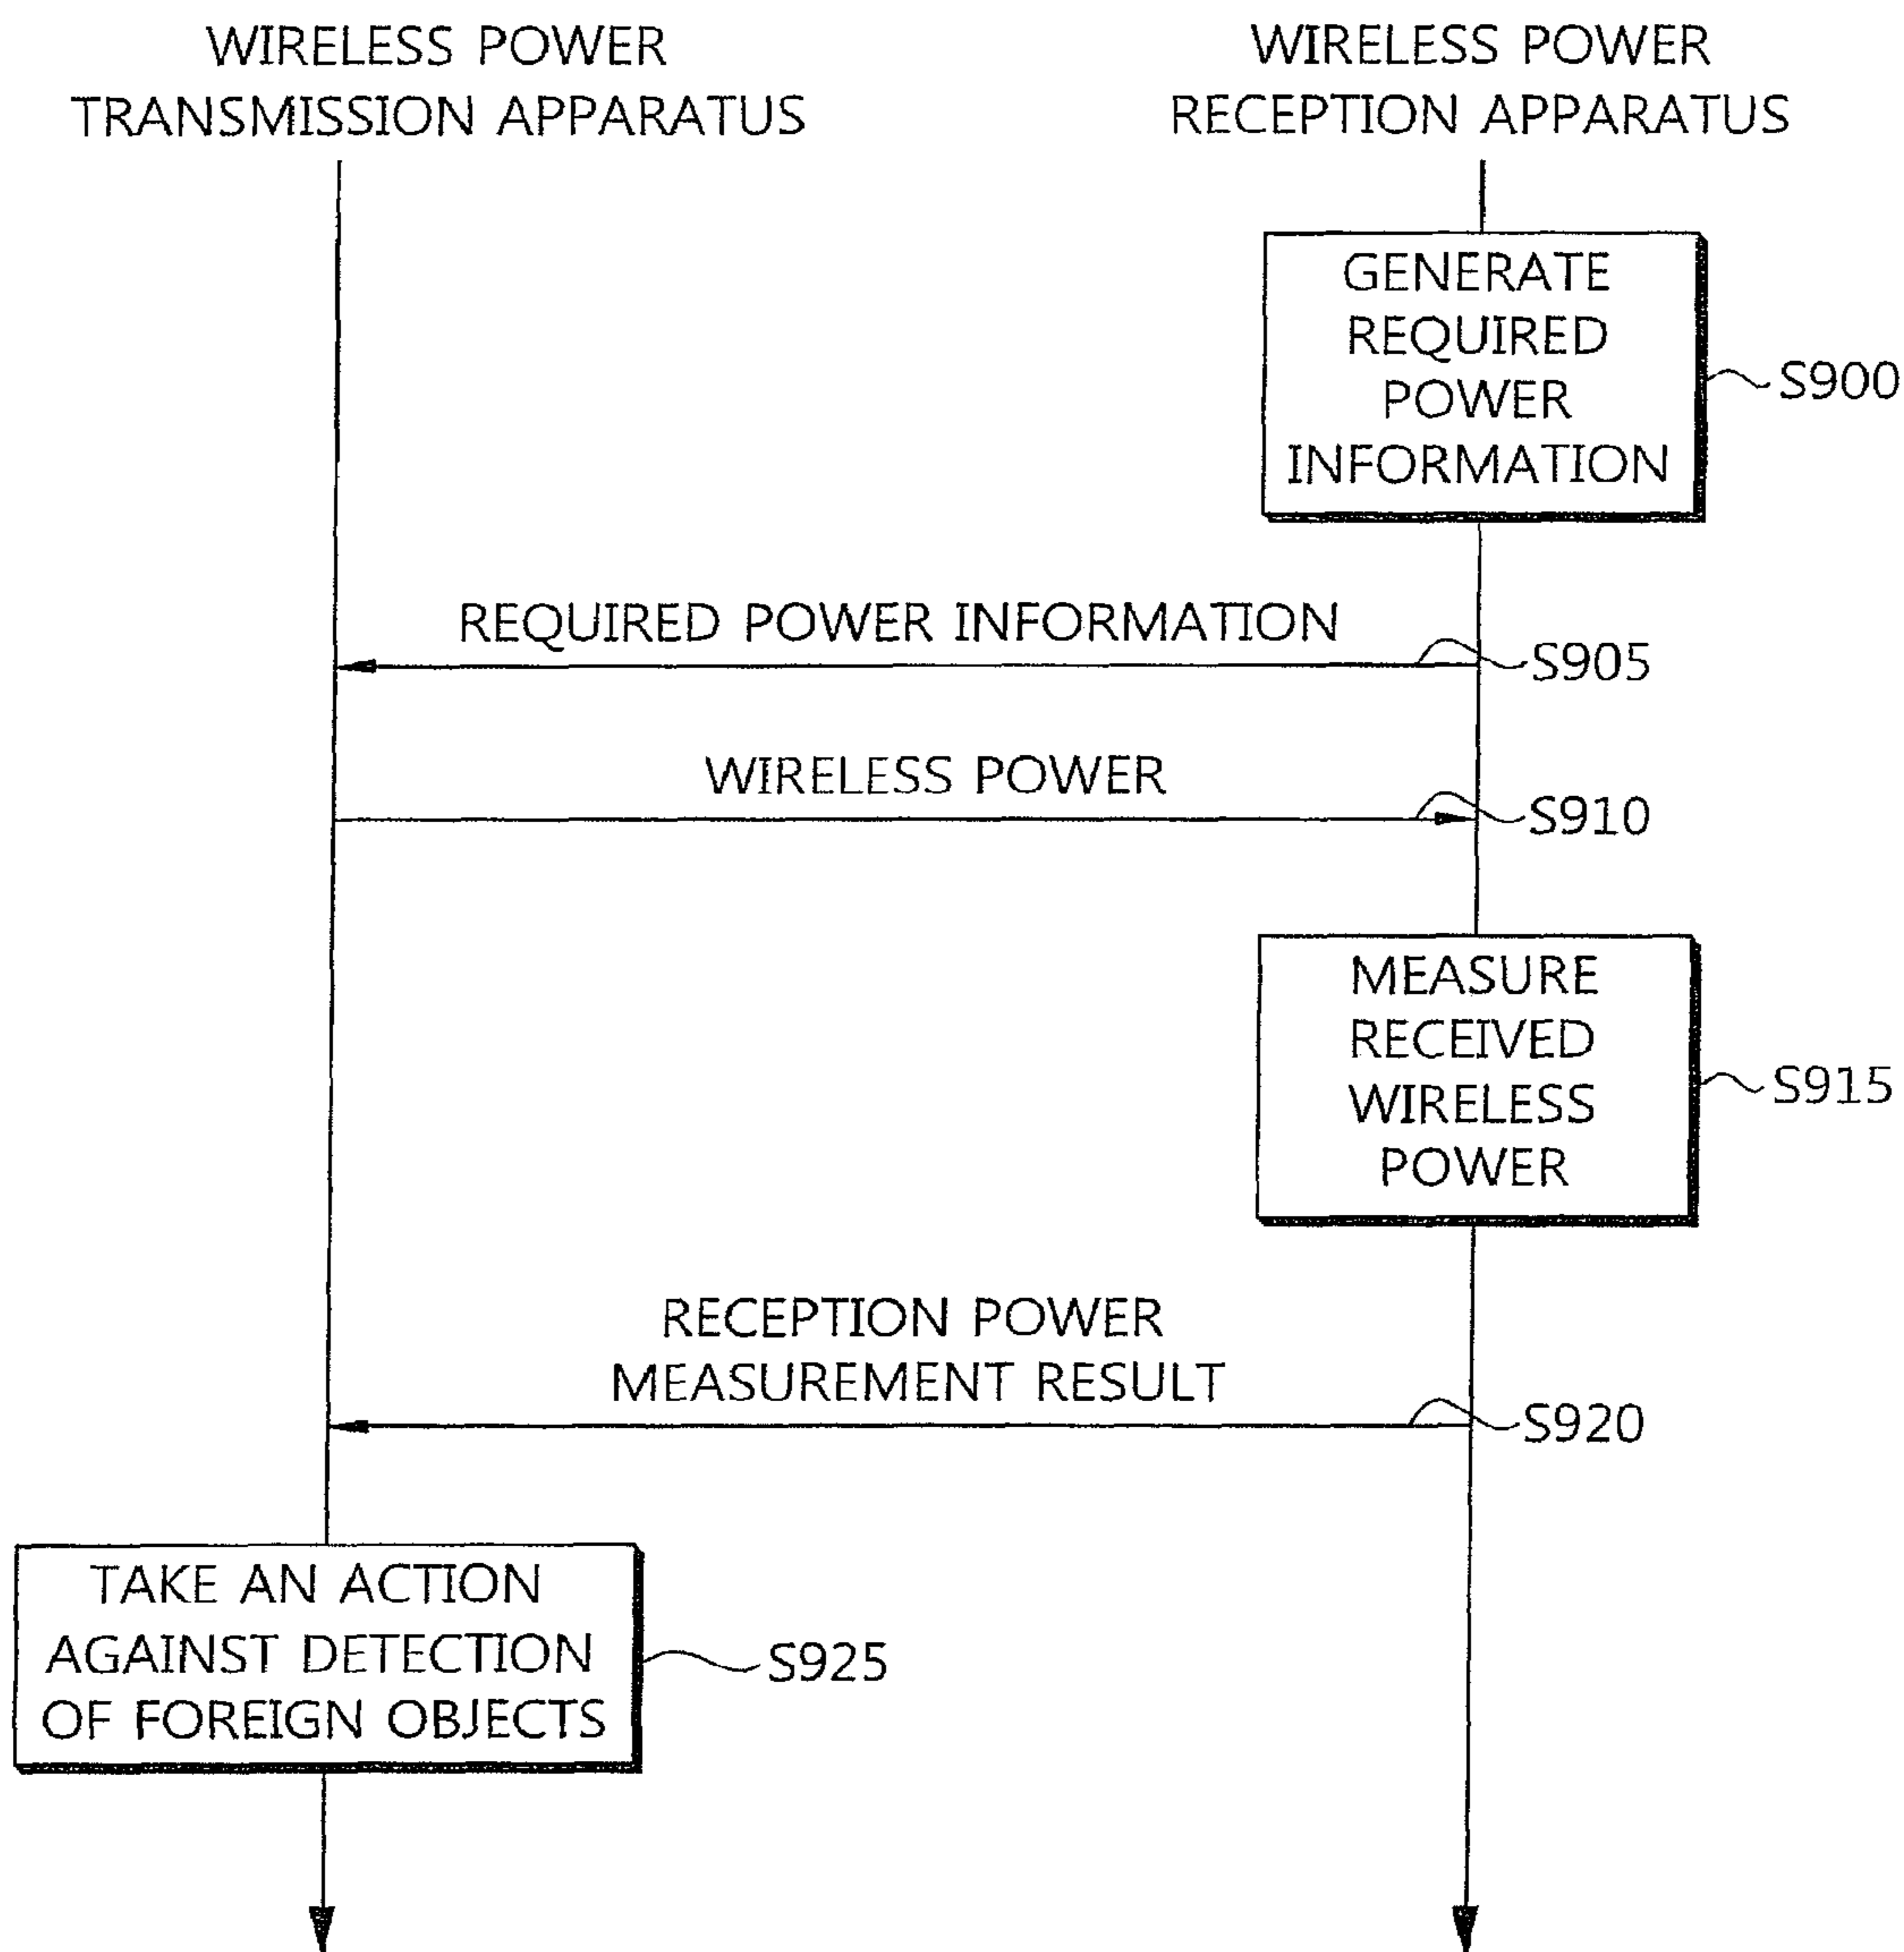 WIRELESS POWER
TRANSMISSION APPARATUS
WIRELESS POWER
RECEPTION APPARATUS
GENERATE
REQUIRED
POWER
INFORMATION
S900
REQUIRED POWER INFORMATION
S905
WIRELESS POWER
S910
MEASURE
RECEIVED
WIRELESS
POWER
S915
RECEPTION POWER
MEASUREMENT RESULT
S920
TAKE AN ACTION
AGAINST DETECTION
OF FOREIGN OBJECTS
S925